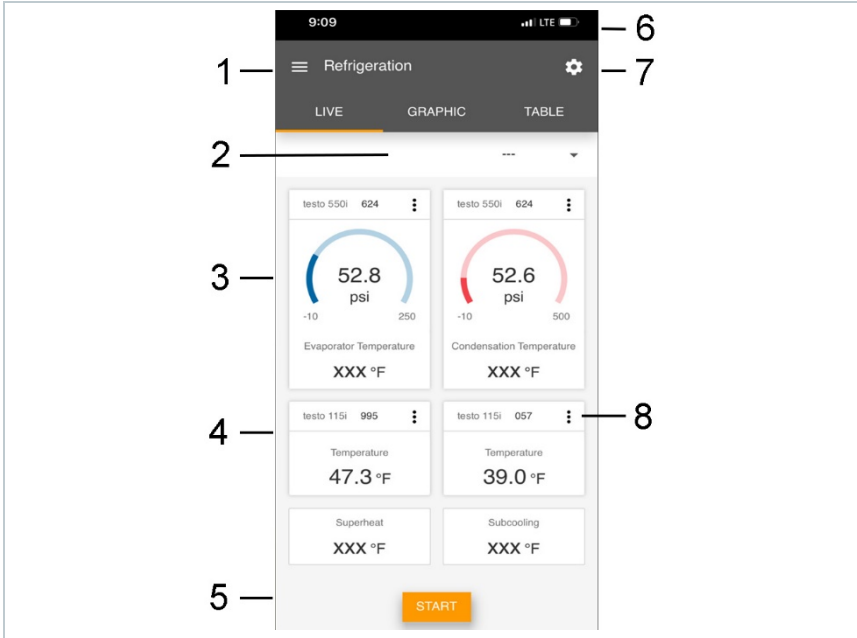 9:09 LTE 6
1 Refrigeration 7
LIVE GRAPHIC TABLE
2 ---
testo 550i 624 testo 550i 624
3 52.8 52.6
psi psi
-10 250 -10 500
Evaporator Temperature Condensation Temperature
XXX °F XXX °F
4 testo 115i 995 testo 115i 057 8
Temperature Temperature
47.3 °F 39.0 °F
Superheat Subcooling
XXX °F XXX °F
5 START